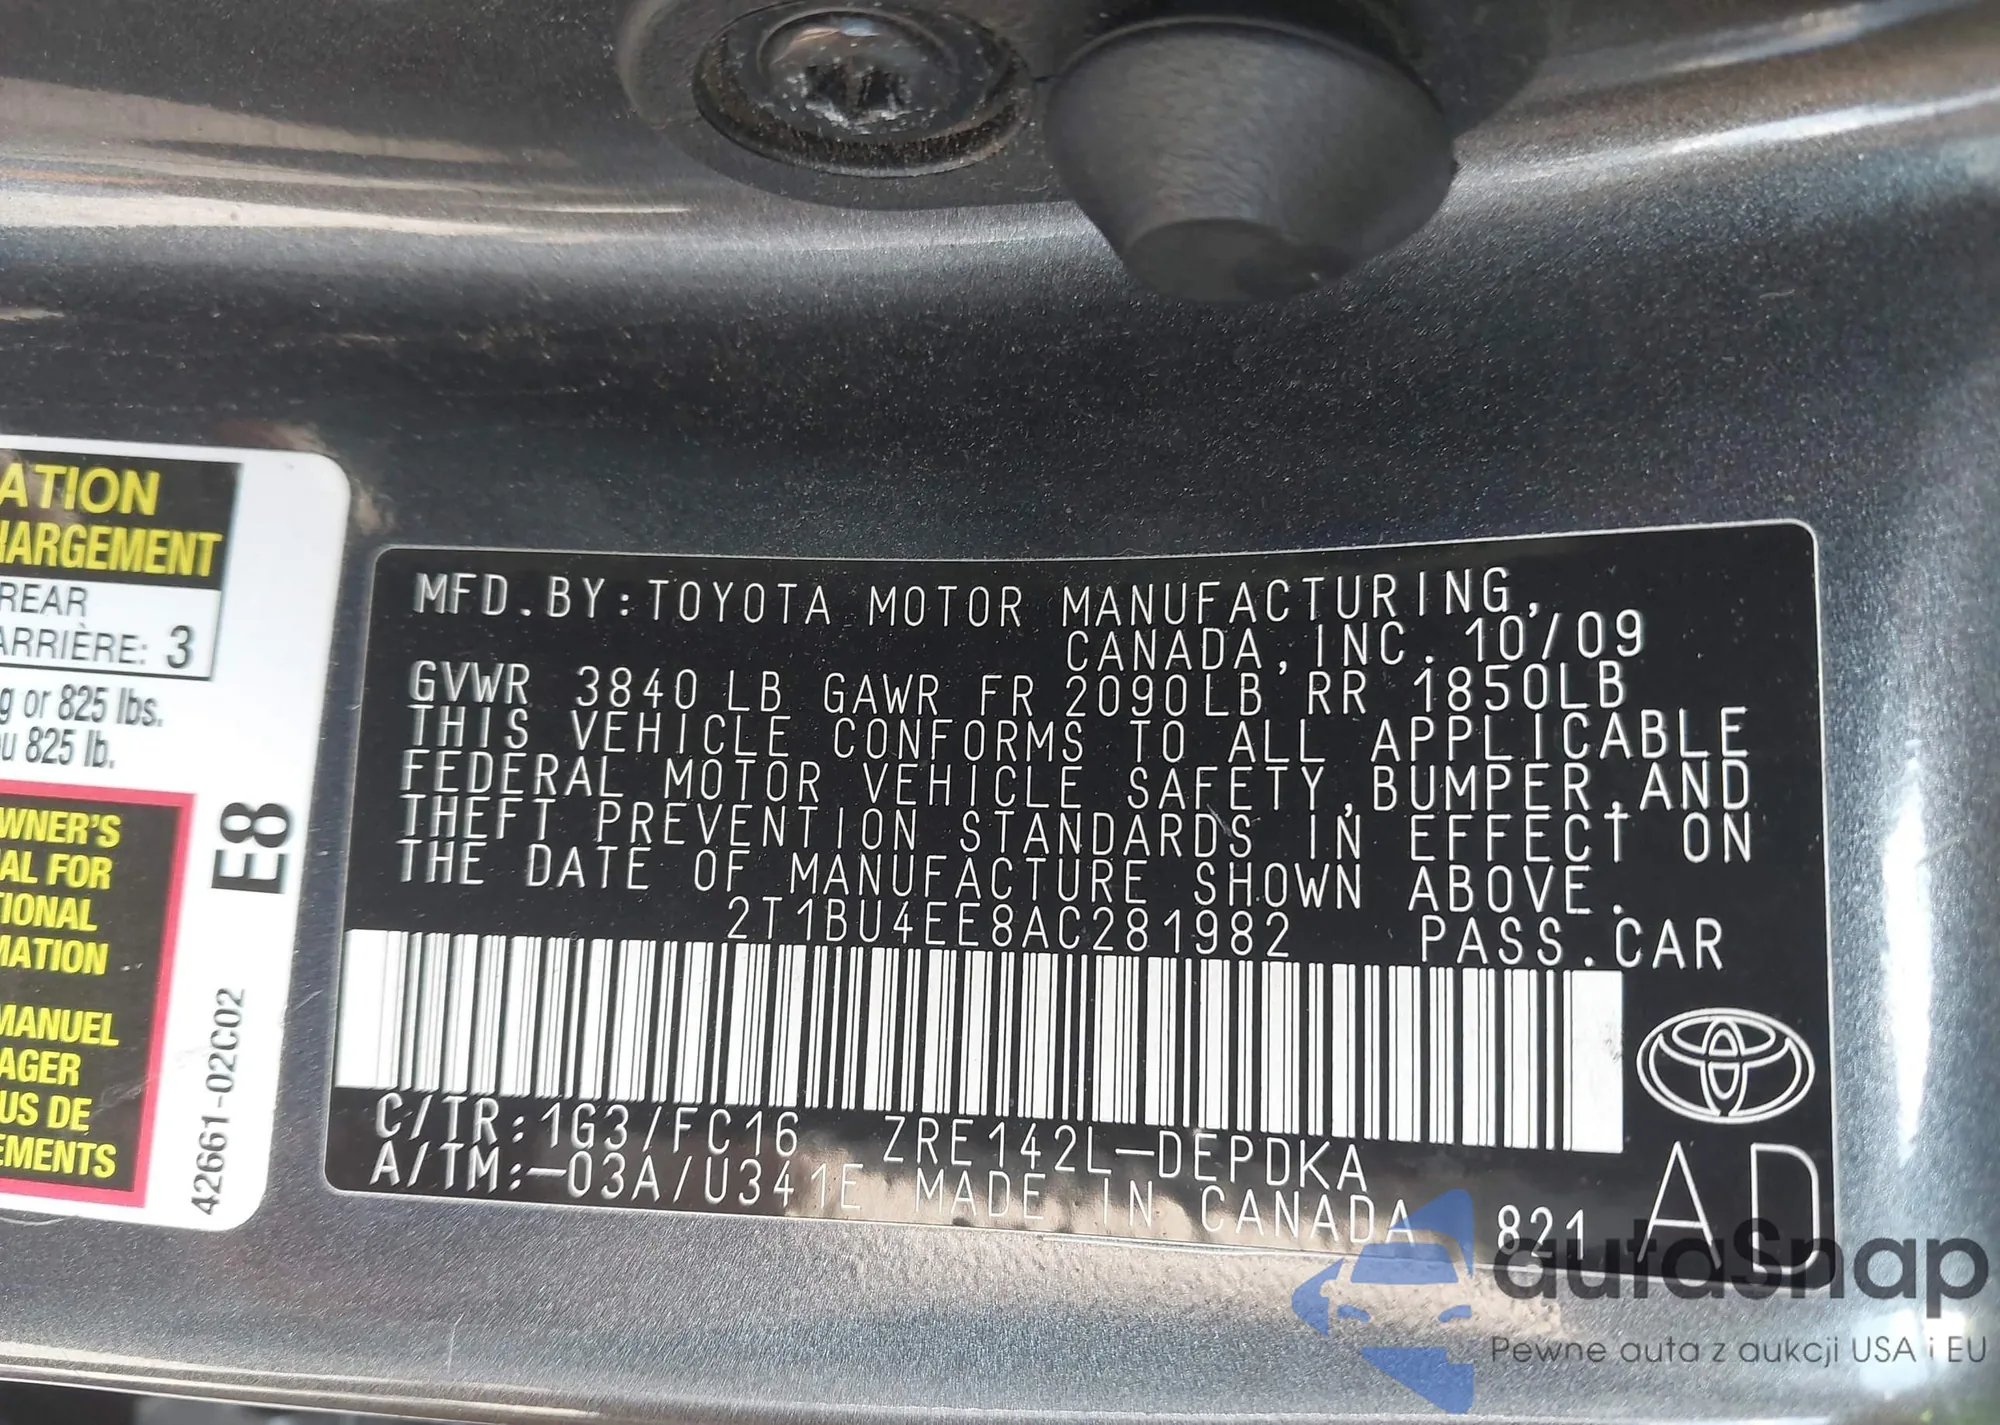 ATION
HARGEMENT
REAR
ARRIÈRE: 3
g or 825 lbs.
u 825 lb.
WNER'S
AL FOR
TIONAL
MATION
MANUEL
AGER
US DE
EMENTS
E8
42661-02C02
MFD.BY:TOYOTA MOTOR MANUFACTURING,
CANADA,INC. 10/09
GVWR 3840 LB GAWR FR 2090LB RR 1850LB
THIS VEHICLE CONFORMS TO ALL APPLICABLE
FEDERAL MOTOR VEHICLE SAFETY,BUMPER,AND
THEFT PREVENTION STANDARDS IN EFFECT ON
THE DATE OF MANUFACTURE SHOWN ABOVE.
2T1BU4EE8AC281982 PASS.CAR
C/TR:1G3/FC16 ZRE142L-DEPDKA
A/TM:-03A/U341E MADE IN CANADA 821 AD
autaSnap
Pewne auta z aukcji USA i EU